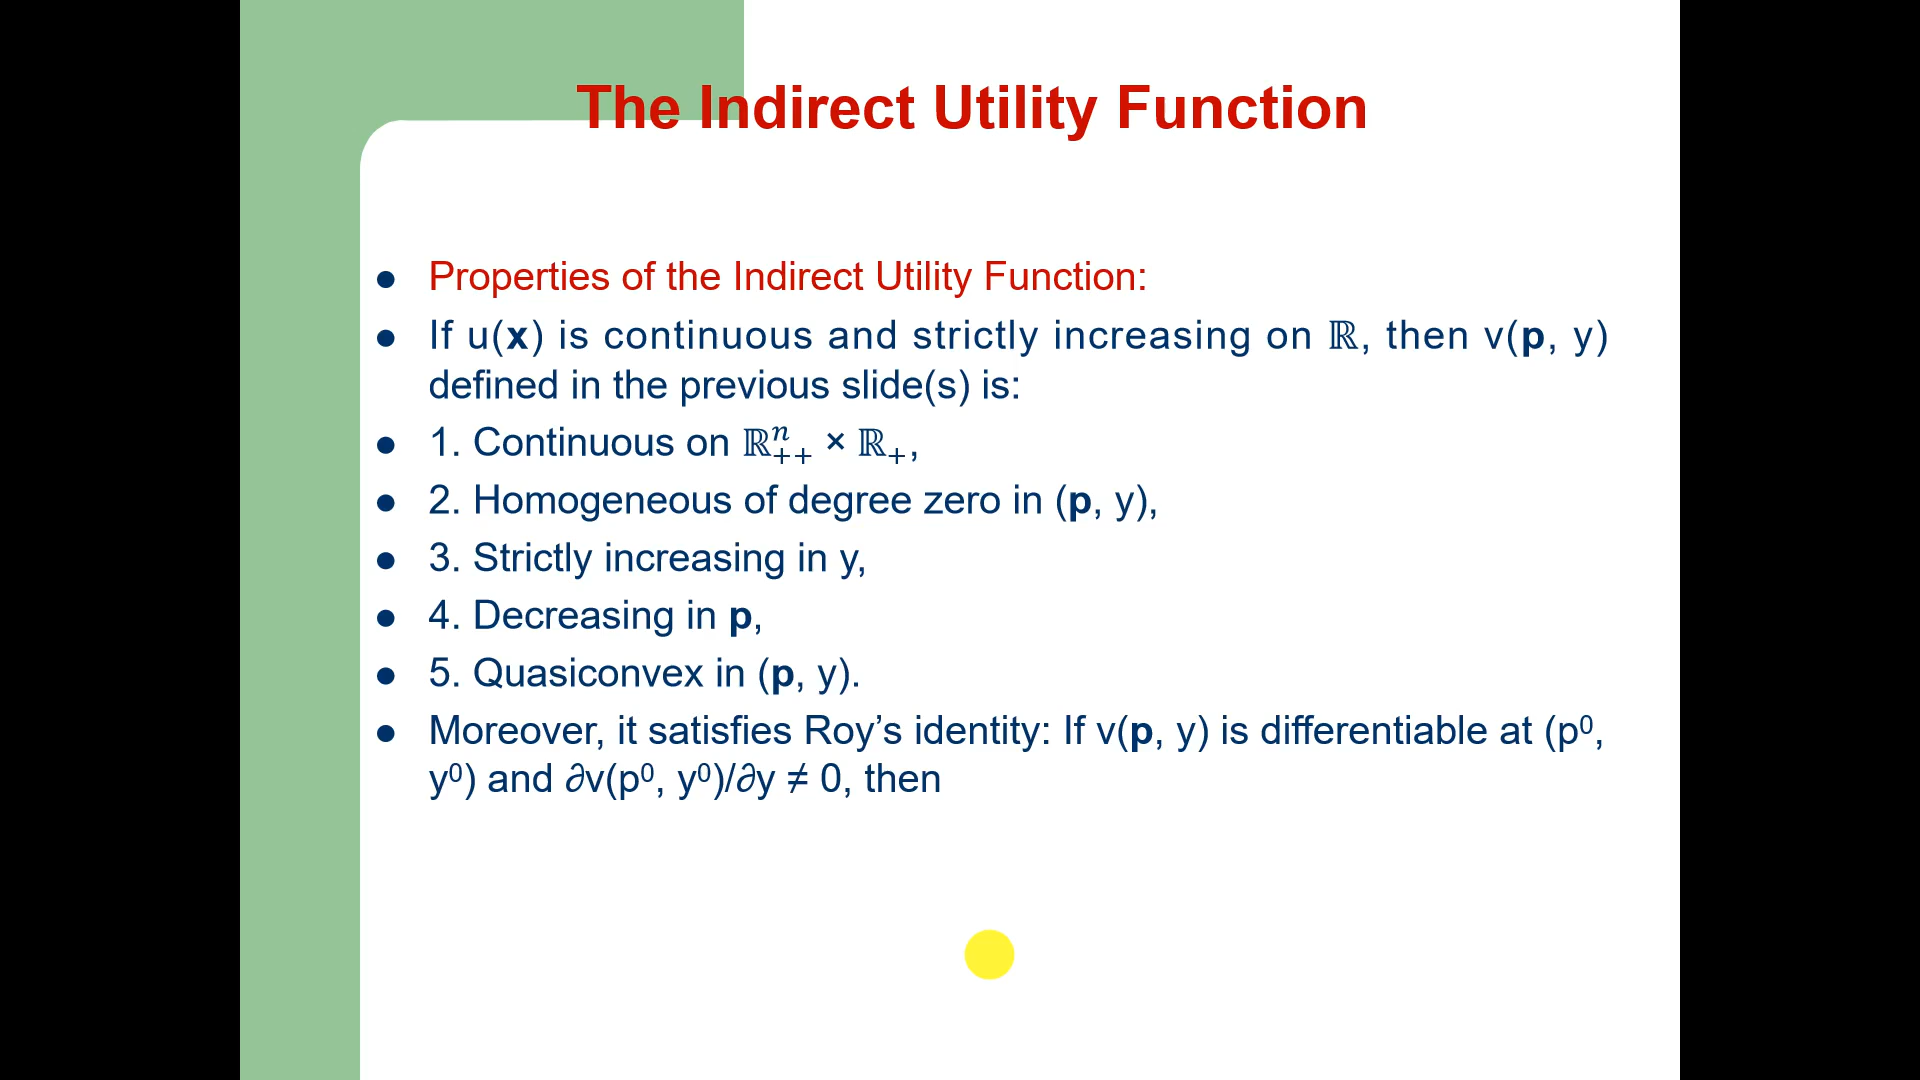 The Indirect Utility Function
● Properties of the Indirect Utility Function:
● If u(x) is continuous and strictly increasing on ℝ, then v(p, y)
defined in the previous slide(s) is:
● 1. Continuous on ℝⁿ₊₊ × ℝ₊,
● 2. Homogeneous of degree zero in (p, y),
● 3. Strictly increasing in y,
● 4. Decreasing in p,
● 5. Quasiconvex in (p, y).
● Moreover, it satisfies Roy’s identity: If v(p, y) is differentiable at (p⁰,
y⁰) and ∂v(p⁰, y⁰)/∂y ≠ 0, then